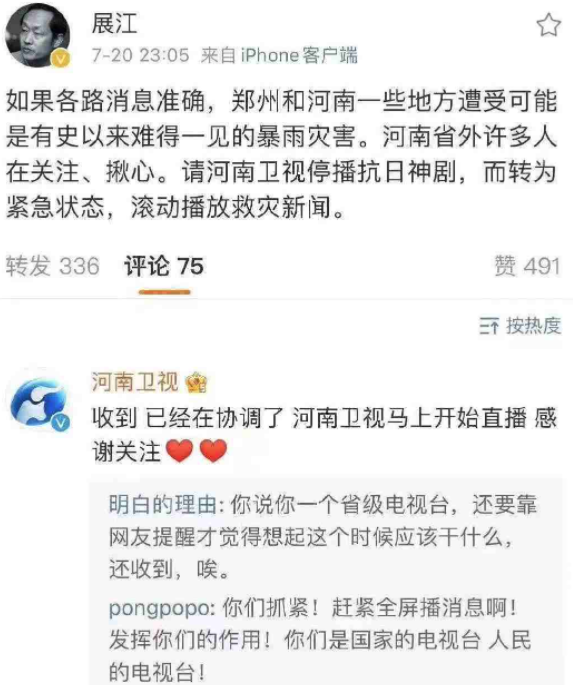 展江
7-20 23:05 来自 iPhone客户端
如果各路消息准确，郑州和河南一些地方遭受可能
是有史以来难得一见的暴雨灾害。河南省外许多人
在关注、揪心。请河南卫视停播抗日神剧，而转为
紧急状态，滚动播放救灾新闻。
转发 336 评论 75 赞 491
按热度
河南卫视
收到 已经在协调了 河南卫视马上开始直播 感
谢关注❤️❤️
明白的理由: 你说你一个省级电视台，还要靠
网友提醒才觉得想起这个时候应该干什么，
还收到，唉。
pongpopo: 你们抓紧！赶紧全屏播消息啊！
发挥你们的作用！你们是国家的电视台 人民
的电视台！